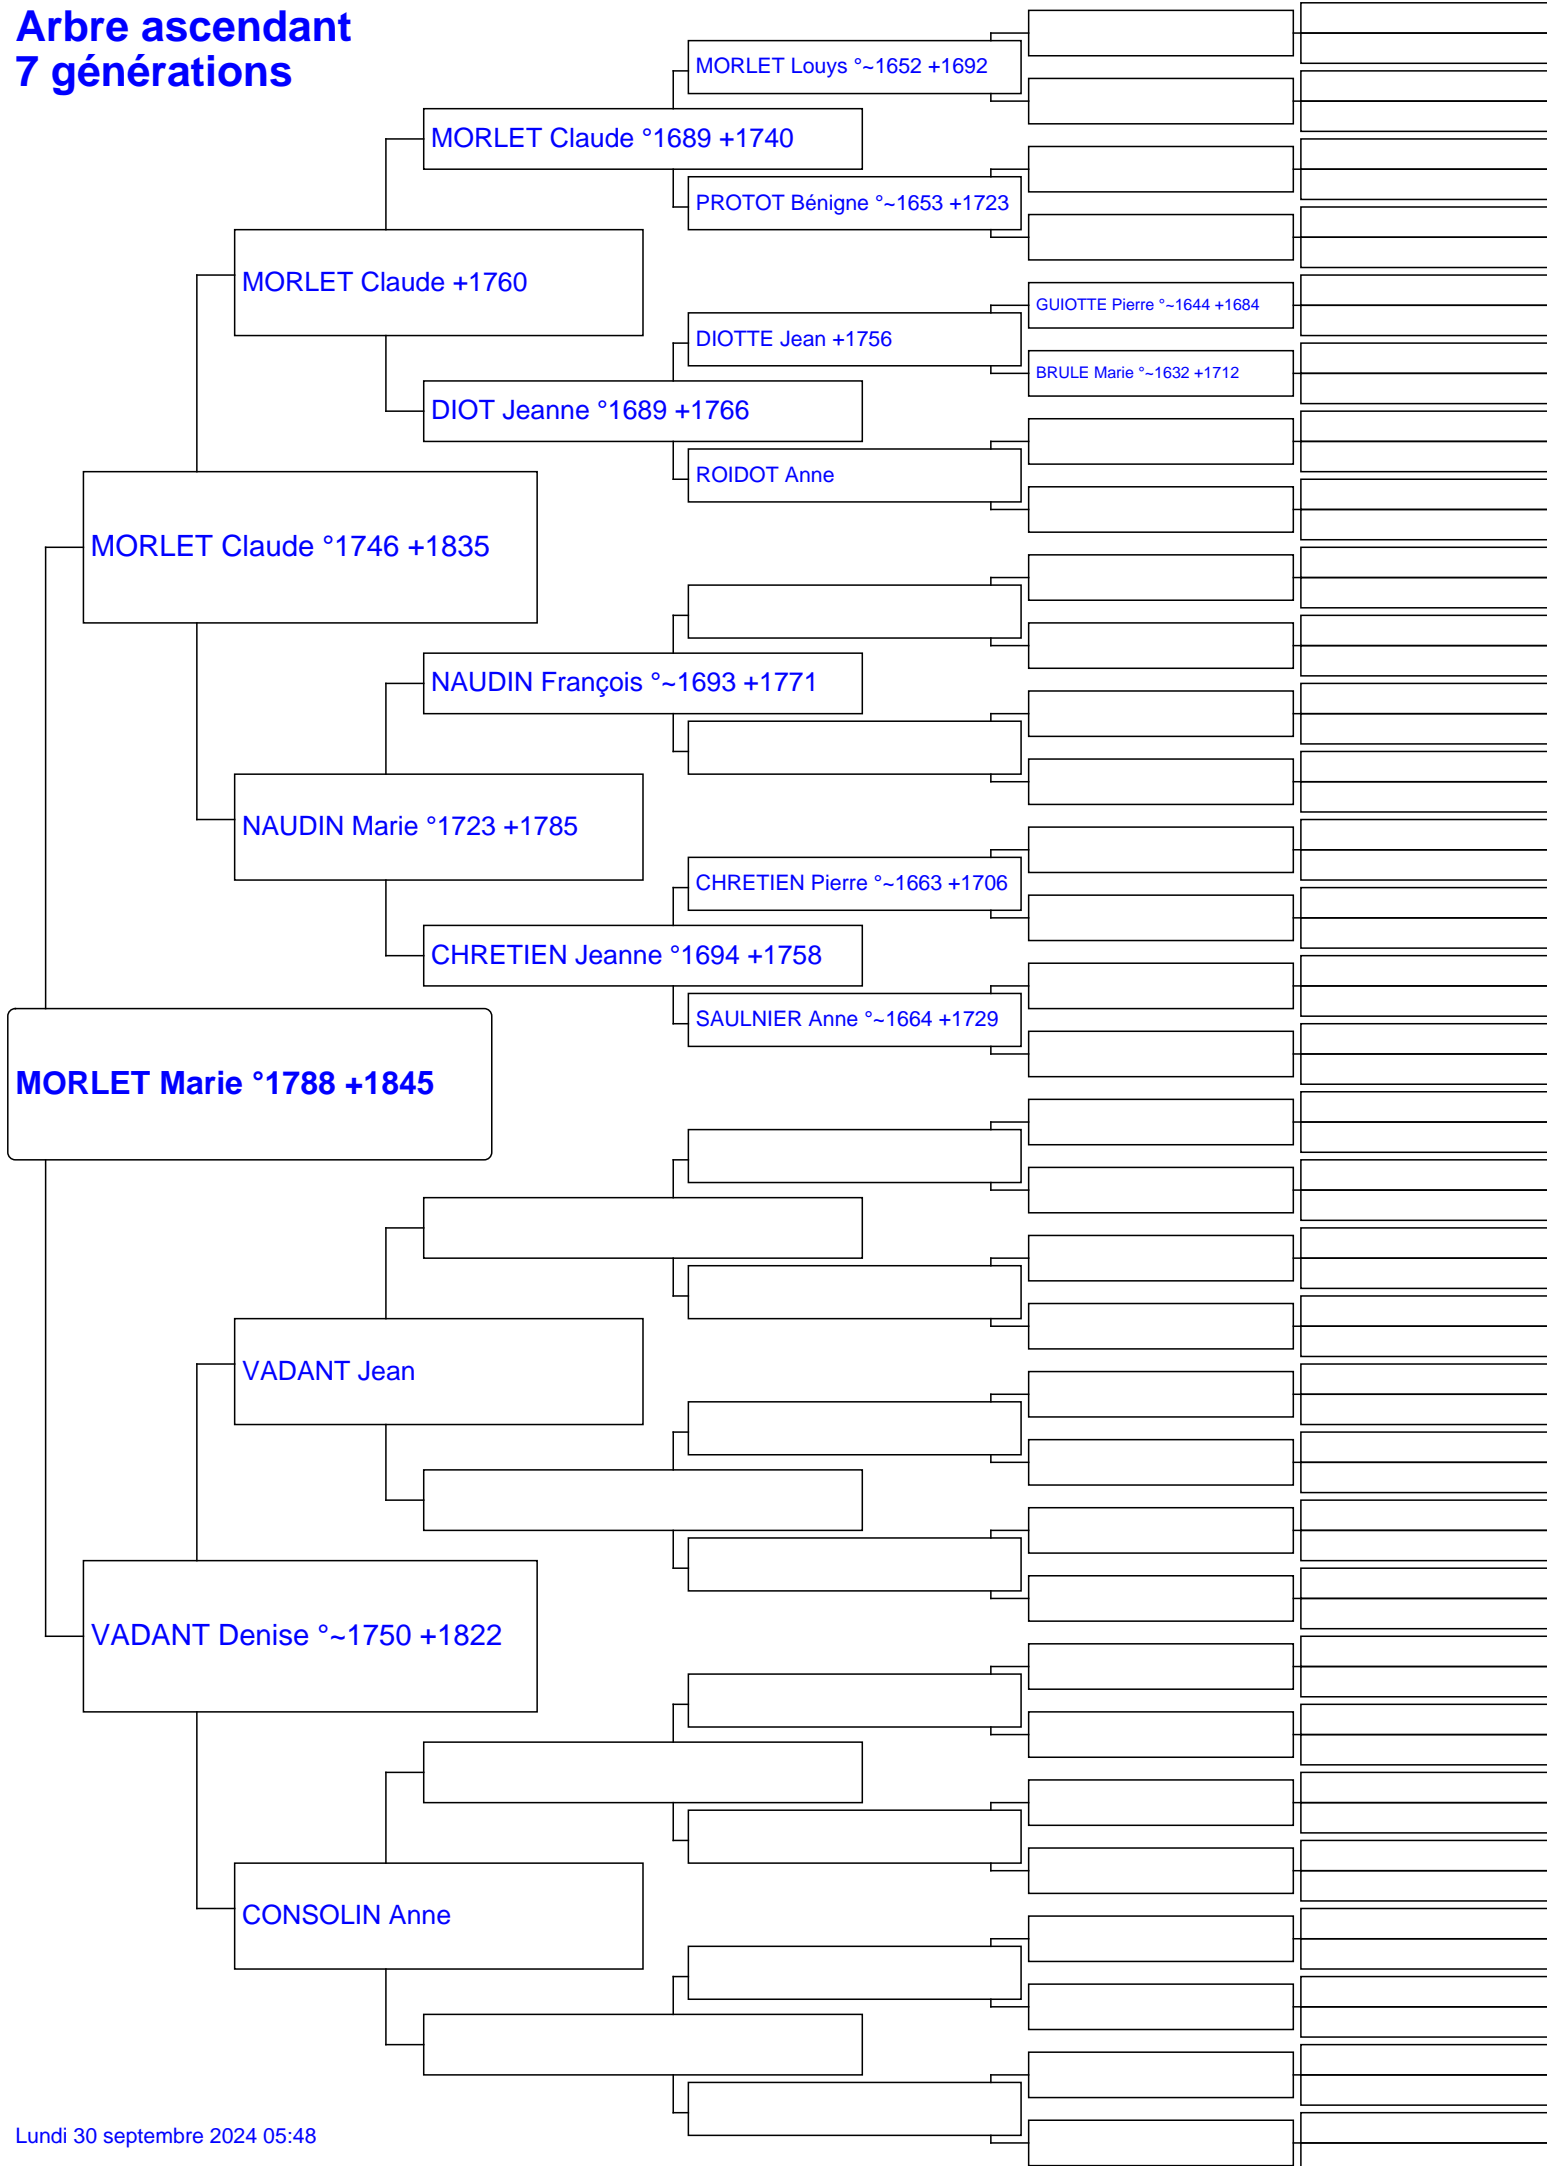 Arbre ascendant
7 générations
MORLET Louys °~1652 +1692
MORLET Claude °1689 +1740
PROTOT Bénigne °~1653 +1723
MORLET Claude +1760
GUIOTTE Pierre °~1644 +1684
DIOTTE Jean +1756
BRULE Marie °~1632 +1712
DIOT Jeanne °1689 +1766
ROIDOT Anne
MORLET Claude °1746 +1835
NAUDIN François °~1693 +1771
NAUDIN Marie °1723 +1785
CHRETIEN Pierre °~1663 +1706
CHRETIEN Jeanne °1694 +1758
SAULNIER Anne °~1664 +1729
MORLET Marie °1788 +1845
VADANT Jean
VADANT Denise °~1750 +1822
CONSOLIN Anne
Lundi 30 septembre 2024 05:48